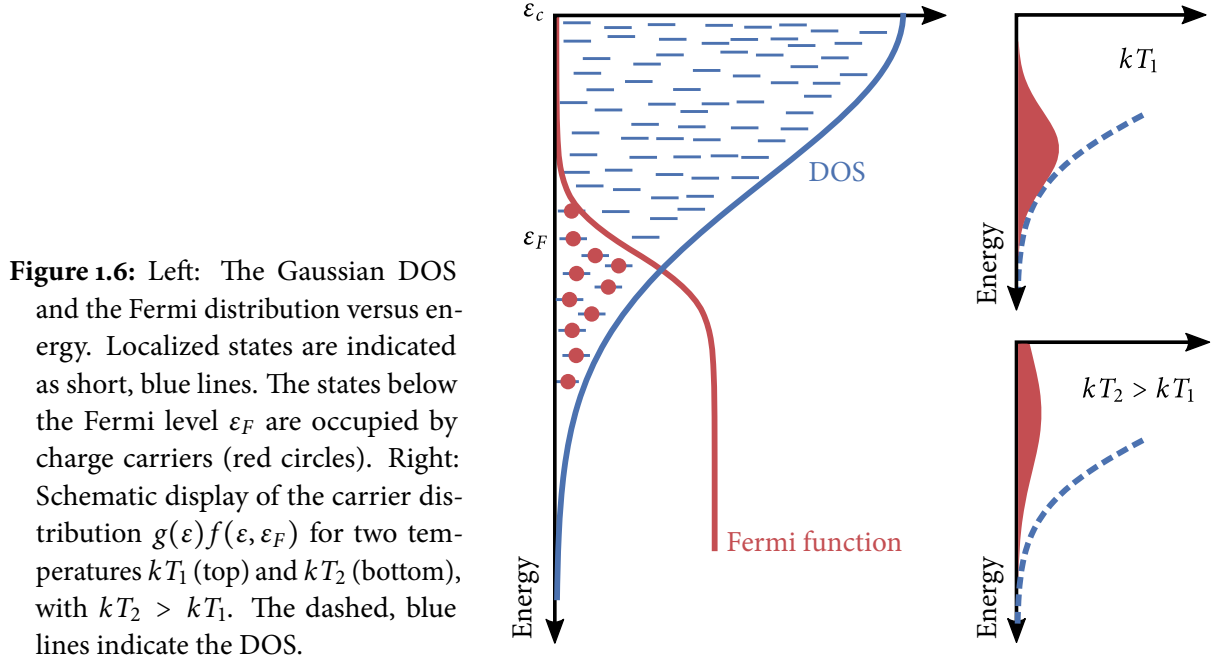 Figure 1.6: Left: The Gaussian DOS
and the Fermi distribution versus en-
ergy. Localized states are indicated
as short, blue lines. The states below
the Fermi level εF are occupied by
charge carriers (red circles). Right:
Schematic display of the carrier dis-
tribution g(ε)f(ε, εF) for two tem-
peratures kT1 (top) and kT2 (bottom),
with kT2 > kT1. The dashed, blue
lines indicate the DOS.
εc
DOS
εF
Fermi function
Energy
kT1
Energy
kT2 > kT1
Energy